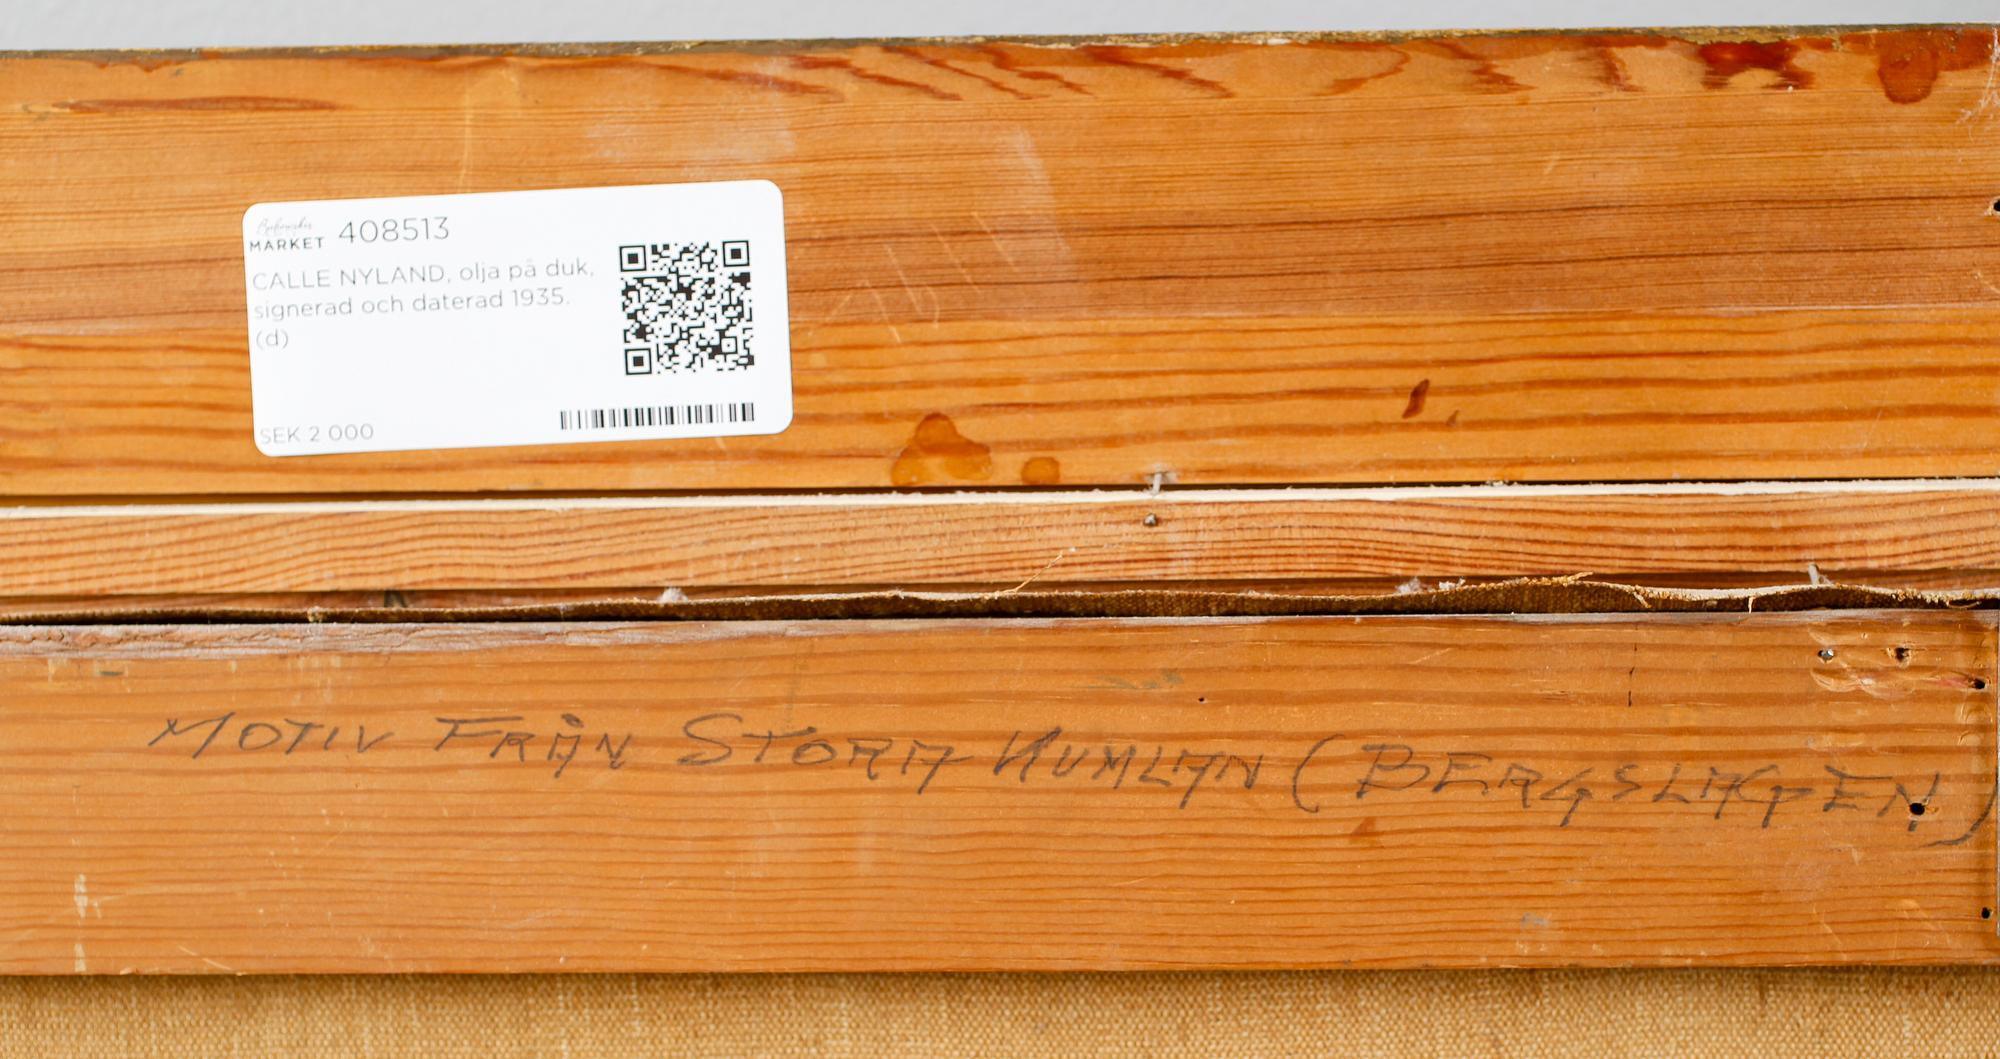 Bukowskis
MARKET 408513
CALLE NYLAND, olja på duk,
signerad och daterad 1935.
(d)
SEK 2 000
MOTIV FRÅN STORA HUMLAN (BERGSLAGEN)